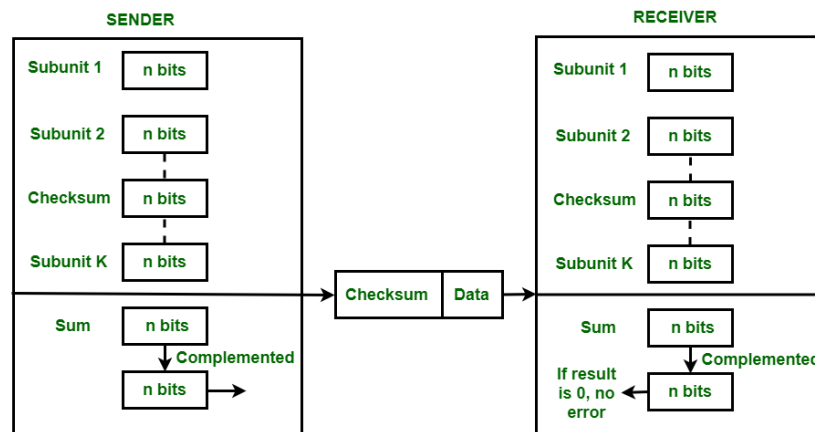 SENDER
Subunit 1
n bits
Subunit 2
n bits
Checksum
n bits
Subunit K
n bits
Sum
n bits
Complemented
n bits
Checksum
Data
RECEIVER
Subunit 1
n bits
Subunit 2
n bits
Checksum
n bits
Subunit K
n bits
Sum
n bits
Complemented
If result
is 0, no
error
n bits